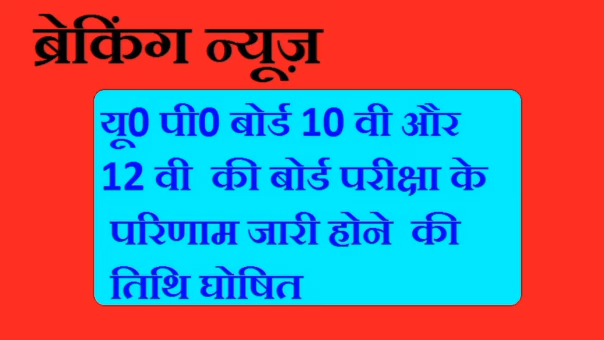 ब्रेकिंग न्यूज़
यू0 पी0 बोर्ड 10 वी और
12 वी की बोर्ड परीक्षा के
परिणाम जारी होने की
तिथि घोषित